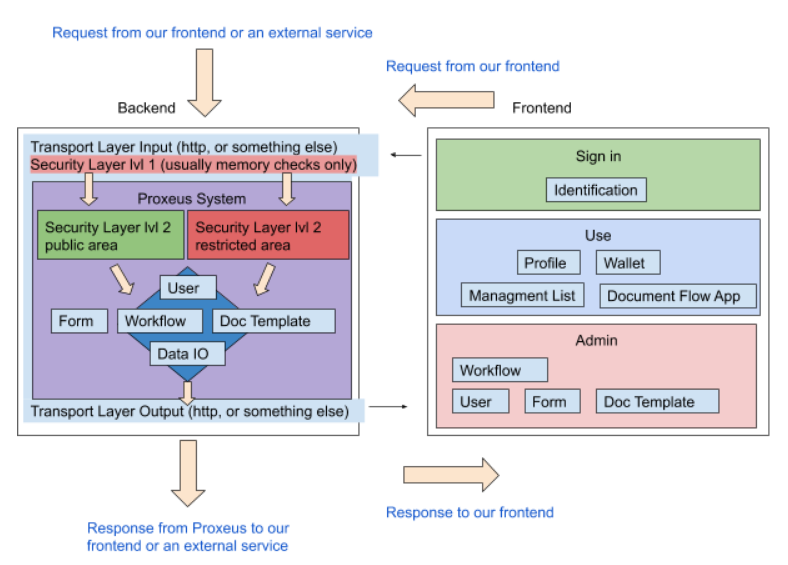 Request from our frontend or an external service
Request from our frontend
Backend
Frontend
Transport Layer Input (http, or something else)
Security Layer lvl 1 (usually memory checks only)
Proxeus System
Security Layer lvl 2
public area
Security Layer lvl 2
restricted area
User
Form
Workflow
Doc Template
Data IO
Transport Layer Output (http, or something else)
Sign in
Identification
Use
Profile
Wallet
Managment List
Document Flow App
Admin
Workflow
User
Form
Doc Template
Response from Proxeus to our
frontend or an external service
Response to our frontend